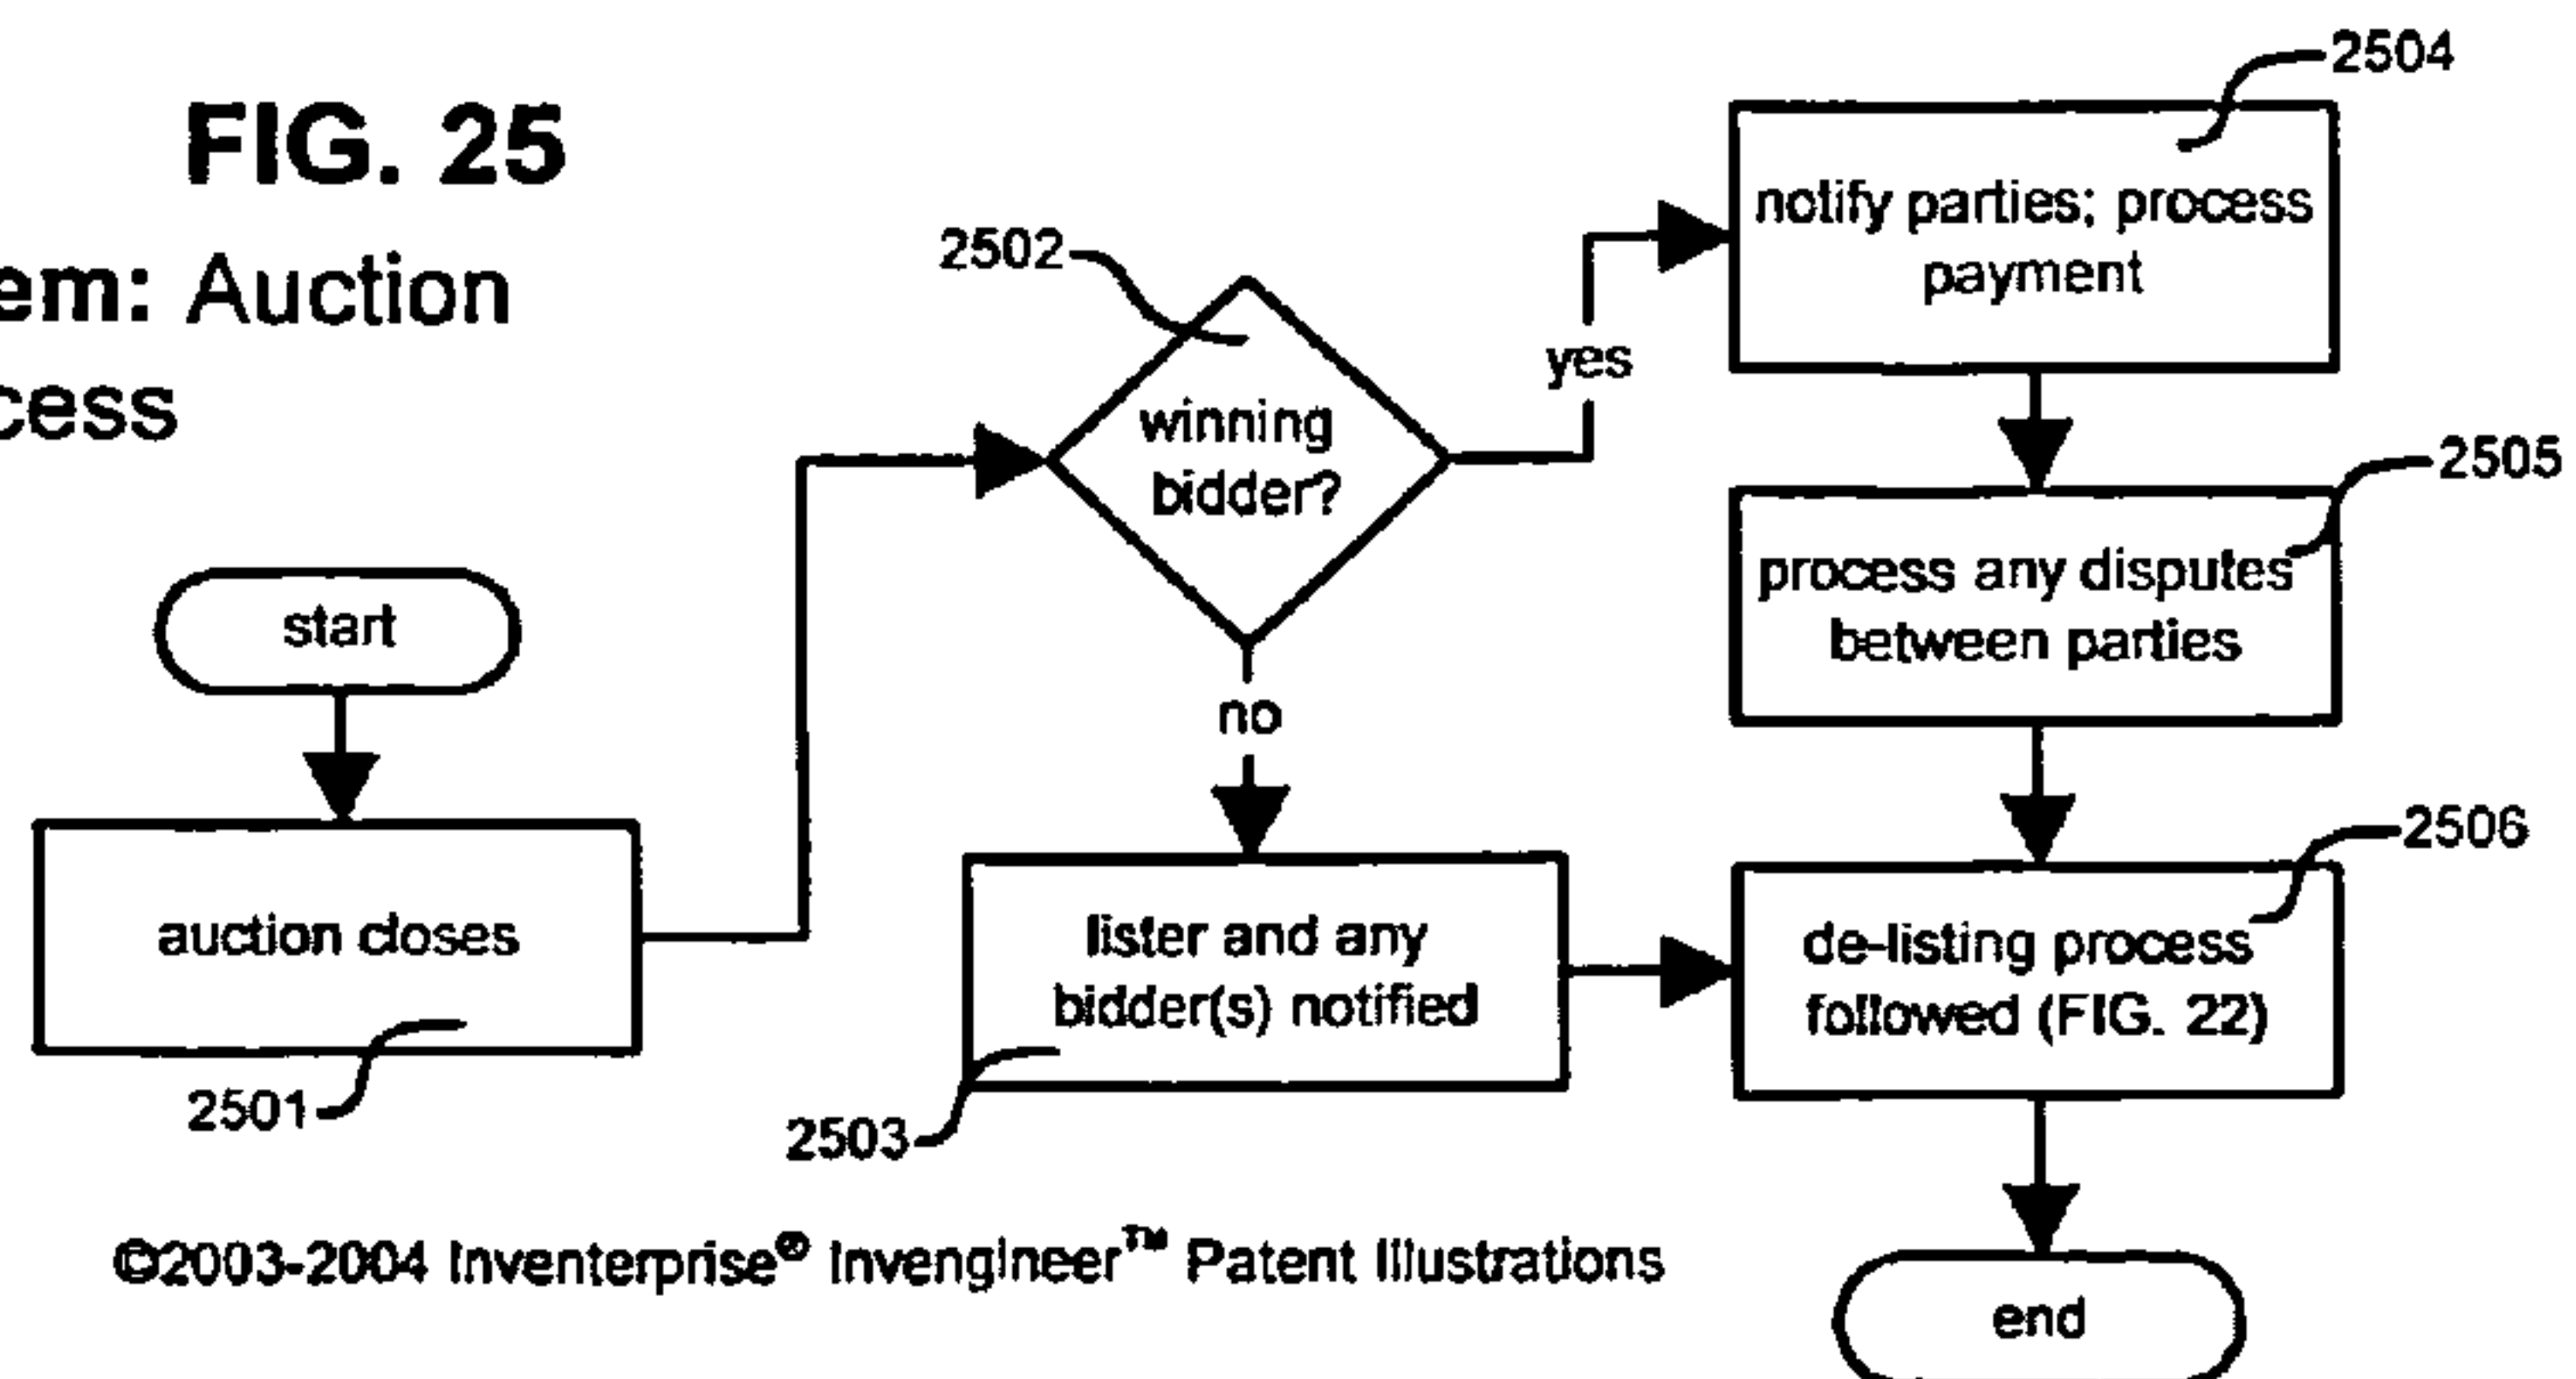 FIG. 25
em: Auction
cess
start
auction closes
2501
2502
winning
bidder?
yes
no
lister and any
bidder(s) notified
2503
2504
notify parties; process
payment
2505
process any disputes
between parties
2506
de-listing process
followed (FIG. 22)
end
©2003-2004 Inventerprise® Invengineer™ Patent Illustrations